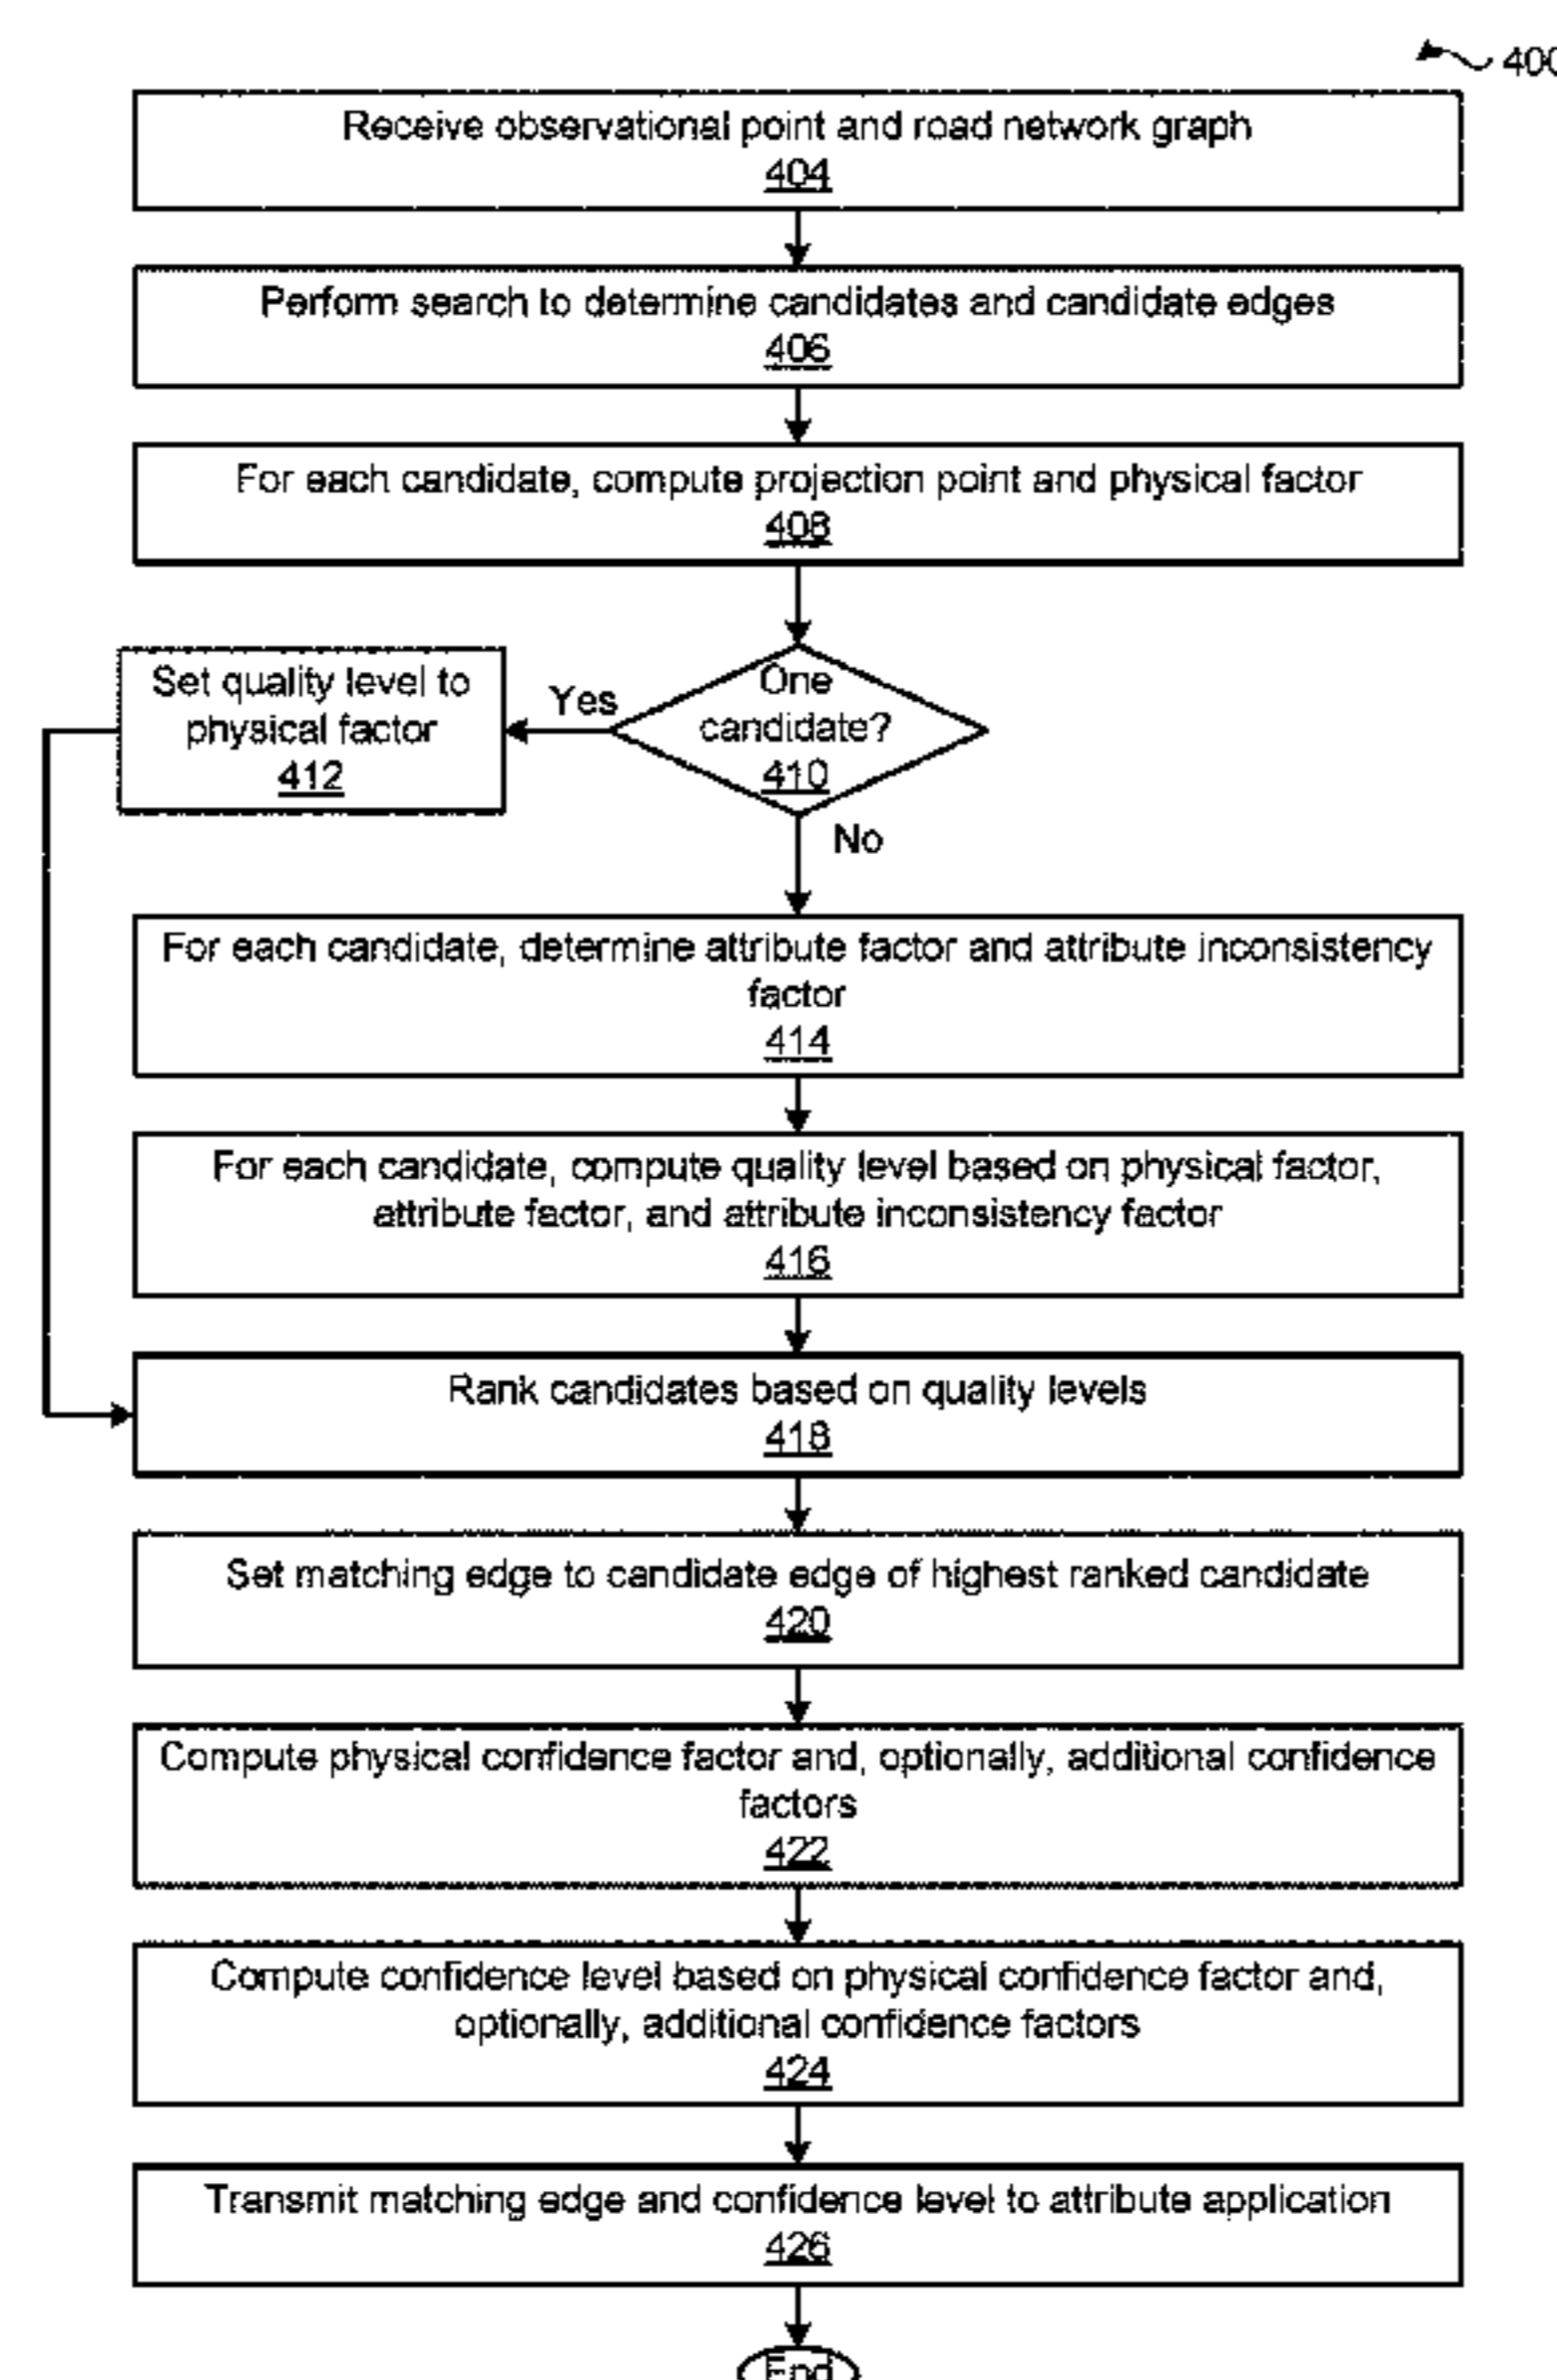 400
Receive observational point and road network graph
404
Perform search to determine candidates and candidate edges
406
For each candidate, compute projection point and physical factor
408
Set quality level to
physical factor
412
Yes
One
candidate?
410
No
For each candidate, determine attribute factor and attribute inconsistency
factor
414
For each candidate, compute quality level based on physical factor,
attribute factor, and attribute inconsistency factor
416
Rank candidates based on quality levels
418
Set matching edge to candidate edge of highest ranked candidate
420
Compute physical confidence factor and, optionally, additional confidence
factors
422
Compute confidence level based on physical confidence factor and,
optionally, additional confidence factors
424
Transmit matching edge and confidence level to attribute application
426
End